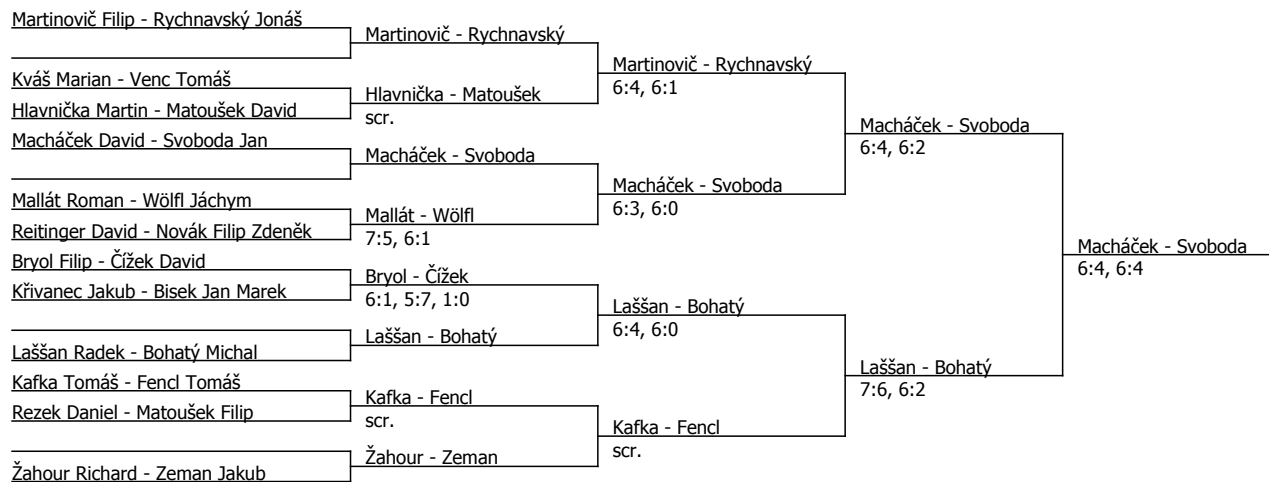 Martinovič Filip - Rychnavský Jonáš
Martinovič - Rychnavský
Martinovič - Rychnavský
6:4, 6:1
Kváš Marian - Venc Tomáš
Hlavnička - Matoušek
scr.
Hlavnička Martin - Matoušek David
Macháček - Svoboda
6:4, 6:2
Macháček David - Svoboda Jan
Macháček - Svoboda
Macháček - Svoboda
6:3, 6:0
Mallát Roman - Wölfl Jáchym
Mallát - Wölfl
7:5, 6:1
Reitinger David - Novák Filip Zdeněk
Macháček - Svoboda
6:4, 6:4
Bryol Filip - Čížek David
Bryol - Čížek
6:1, 5:7, 1:0
Křivanec Jakub - Bisek Jan Marek
Laššan - Bohatý
6:4, 6:0
Laššan - Bohatý
Laššan Radek - Bohatý Michal
Laššan - Bohatý
7:6, 6:2
Kafka Tomáš - Fencl Tomáš
Kafka - Fencl
scr.
Rezek Daniel - Matoušek Filip
Kafka - Fencl
scr.
Žahour - Zeman
Žahour Richard - Zeman Jakub